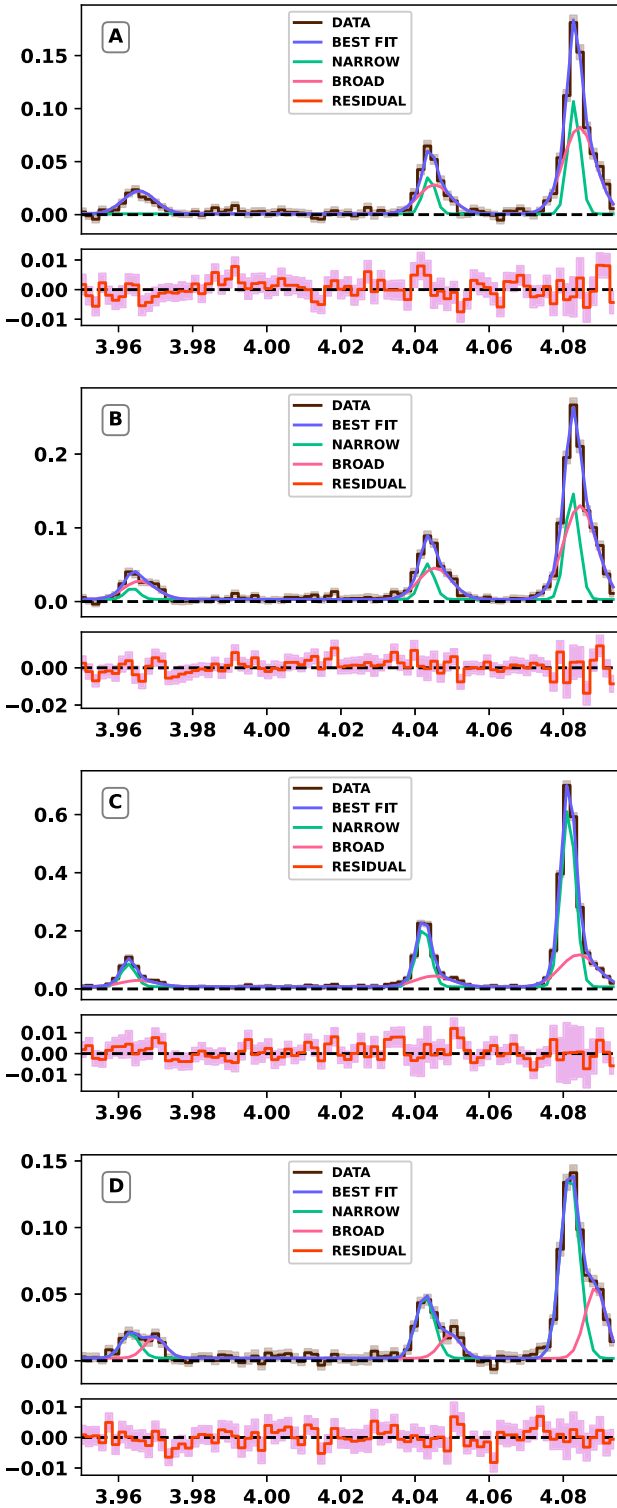 A
DATA
BEST FIT
NARROW
BROAD
RESIDUAL
0.15
0.10
0.05
0.00
0.01
0.00
−0.01
3.96 3.98 4.00 4.02 4.04 4.06 4.08
B
DATA
BEST FIT
NARROW
BROAD
RESIDUAL
0.2
0.1
0.0
0.00
−0.02
3.96 3.98 4.00 4.02 4.04 4.06 4.08
C
DATA
BEST FIT
NARROW
BROAD
RESIDUAL
0.6
0.4
0.2
0.0
0.01
0.00
−0.01
3.96 3.98 4.00 4.02 4.04 4.06 4.08
D
DATA
BEST FIT
NARROW
BROAD
RESIDUAL
0.15
0.10
0.05
0.00
0.01
0.00
−0.01
3.96 3.98 4.00 4.02 4.04 4.06 4.08